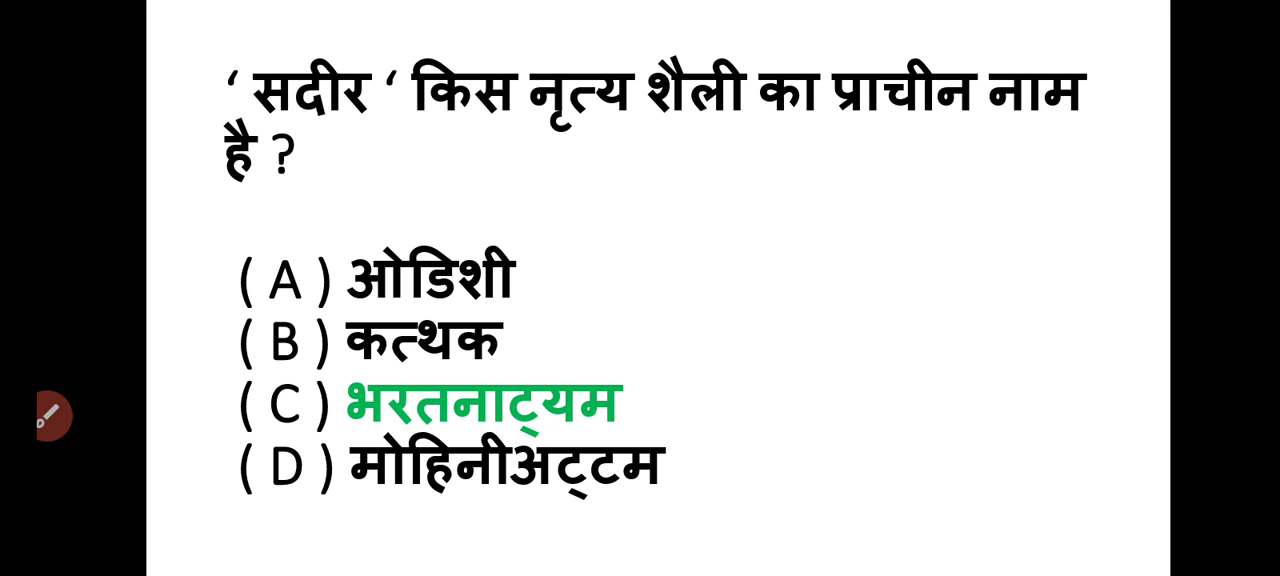 ‘ सदीर ‘ किस नृत्य शैली का प्राचीन नाम
है ?
( A ) ओडिशी
( B ) कत्थक
( C ) भरतनाट्यम
( D ) मोहिनीअट्टम